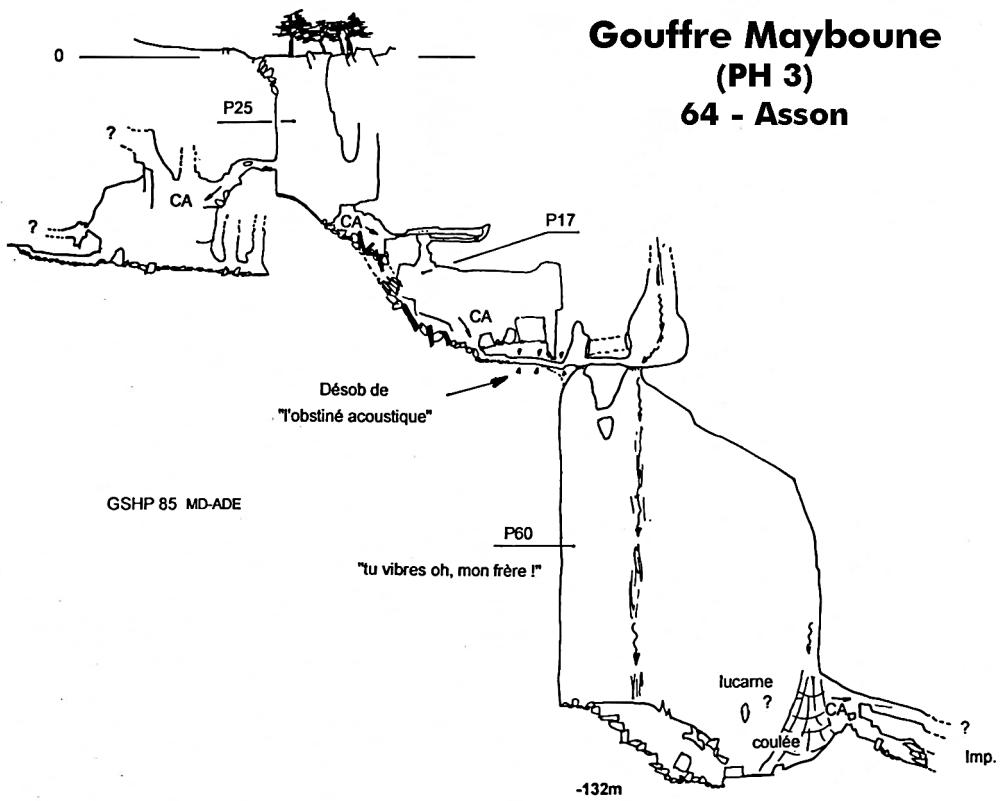 Gouffre Mayboune
(PH 3)
64 - Asson
0
P25
?
CA
?
CA
P17
CA
Désob de
"l'obstiné acoustique"
GSHP 85 MD-ADE
P60
"tu vibres oh, mon frère !"
lucarne
?
CA
coulée
?
Imp.
-132m